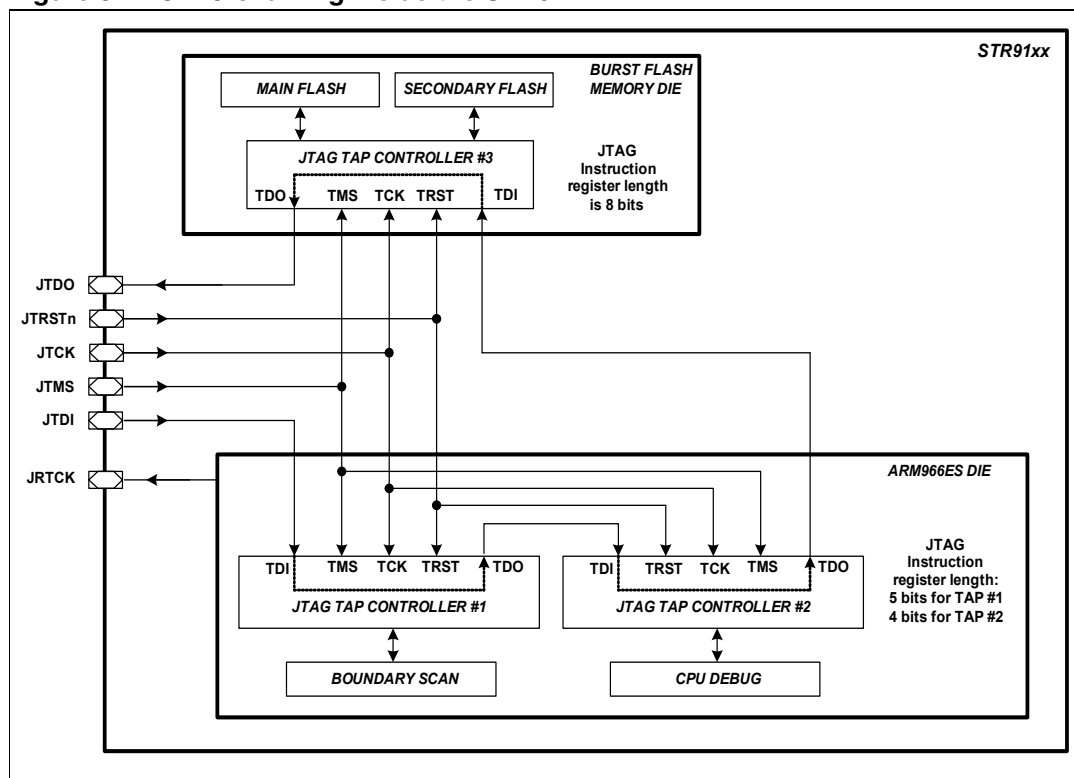 STR91xx
BURST FLASH
MEMORY DIE
MAIN FLASH
SECONDARY FLASH
JTAG TAP CONTROLLER #3
JTAG
Instruction
register length
is 8 bits
TDO TMS TCK TRST TDI
JTDO
JTRSTn
JTCK
JTMS
JTDI
JRTCK
ARM966ES DIE
TDI TMS TCK TRST TDO
JTAG TAP CONTROLLER #1
TDI TRST TCK TMS TDO
JTAG TAP CONTROLLER #2
JTAG
Instruction
register length:
5 bits for TAP #1
4 bits for TAP #2
BOUNDARY SCAN
CPU DEBUG